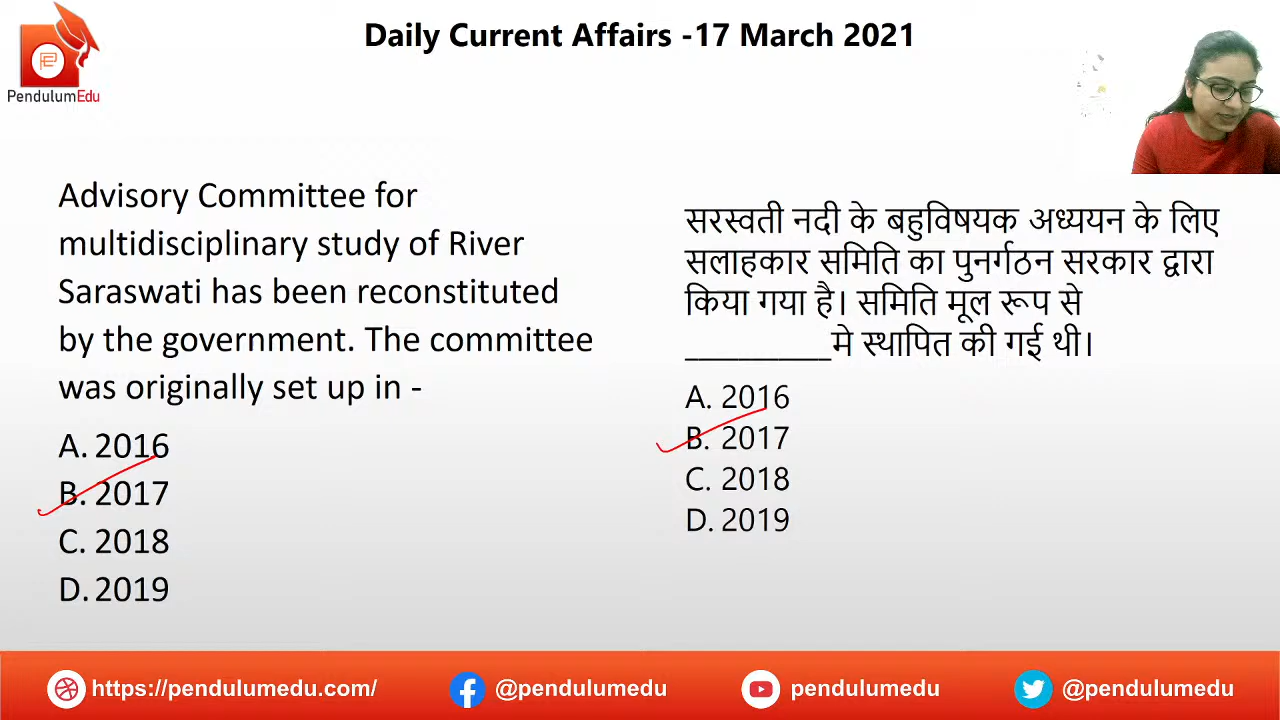 Daily Current Affairs -17 March 2021
PendulumEdu
Advisory Committee for
multidisciplinary study of River
Saraswati has been reconstituted
by the government. The committee
was originally set up in -
A. 2016
B. 2017
C. 2018
D. 2019
सरस्वती नदी के बहुविषयक अध्ययन के लिए
सलाहकार समिति का पुनर्गठन सरकार द्वारा
किया गया है। समिति मूल रूप से
_________मे स्थापित की गई थी।
A. 2016
B. 2017
C. 2018
D. 2019
https://pendulumedu.com/ @pendulumedu pendulumedu @pendulumedu